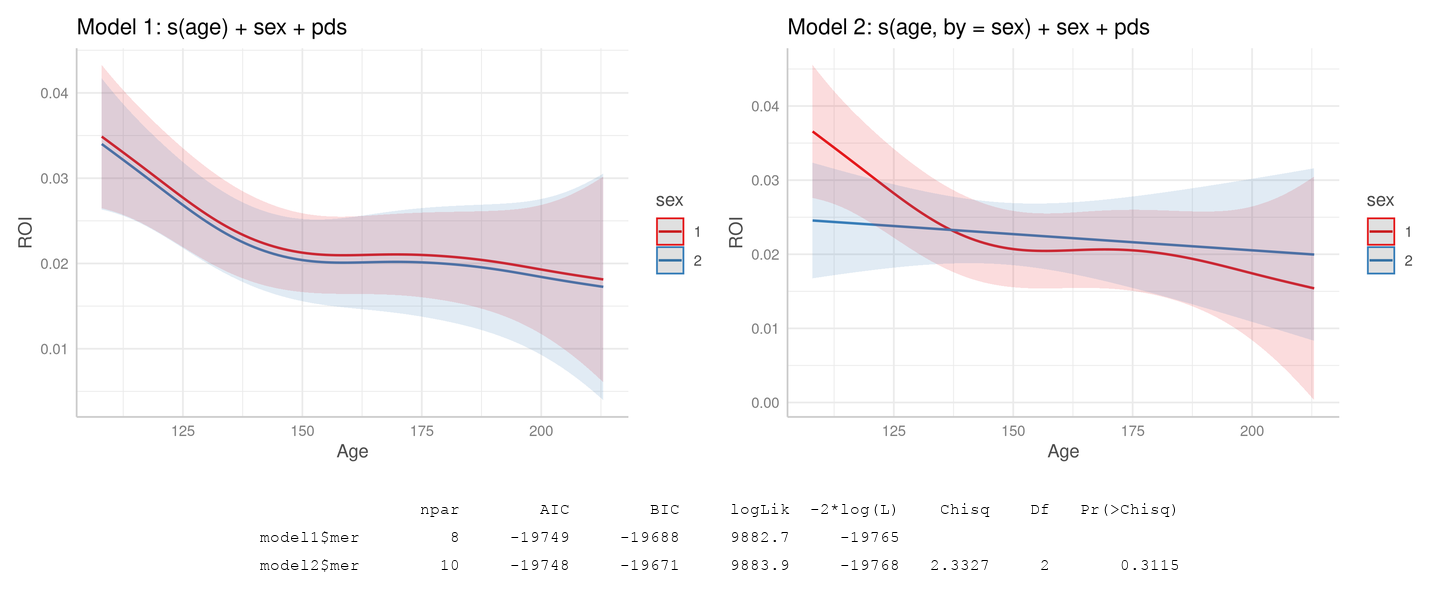 Model 1: s(age) + sex + pds
0.04
0.03
0.02
0.01
ROI
125 150 175 200
Age
sex
1
2
Model 2: s(age, by = sex) + sex + pds
0.04
0.03
0.02
0.01
0.00
ROI
125 150 175 200
Age
sex
1
2
npar AIC BIC logLik -2*log(L) Chisq Df Pr(>Chisq)
model1$mer 8 -19749 -19688 9882.7 -19765
model2$mer 10 -19748 -19671 9883.9 -19768 2.3327 2 0.3115